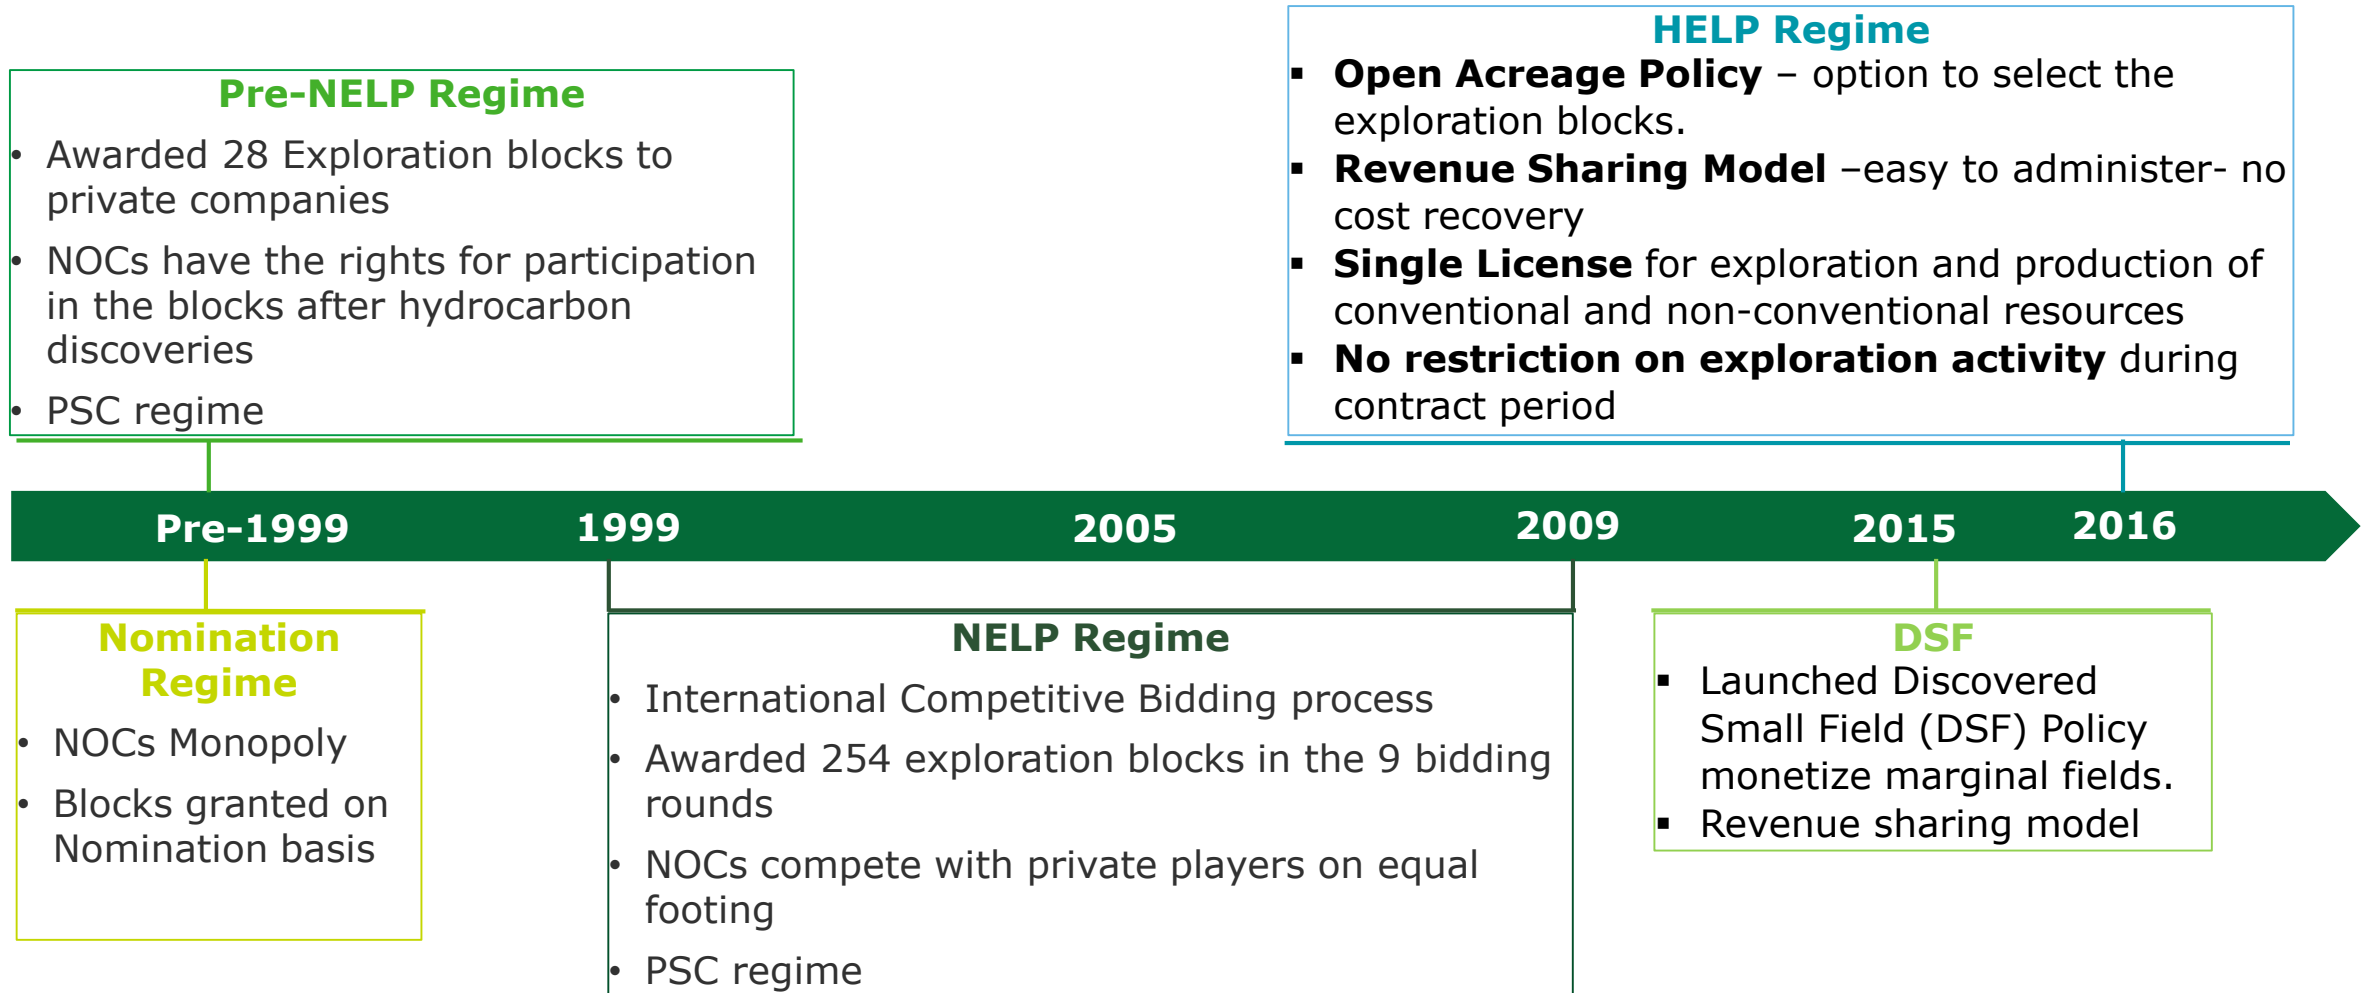 Pre-NELP Regime
• Awarded 28 Exploration blocks to
private companies
• NOCs have the rights for participation
in the blocks after hydrocarbon
discoveries
• PSC regime
HELP Regime
▪ Open Acreage Policy – option to select the
exploration blocks.
▪ Revenue Sharing Model –easy to administer- no
cost recovery
▪ Single License for exploration and production of
conventional and non-conventional resources
▪ No restriction on exploration activity during
contract period
Pre-1999 1999 2005 2009 2015 2016
Nomination
Regime
• NOCs Monopoly
• Blocks granted on
Nomination basis
NELP Regime
• International Competitive Bidding process
• Awarded 254 exploration blocks in the 9 bidding
rounds
• NOCs compete with private players on equal
footing
• PSC regime
DSF
▪ Launched Discovered
Small Field (DSF) Policy
monetize marginal fields.
▪ Revenue sharing model